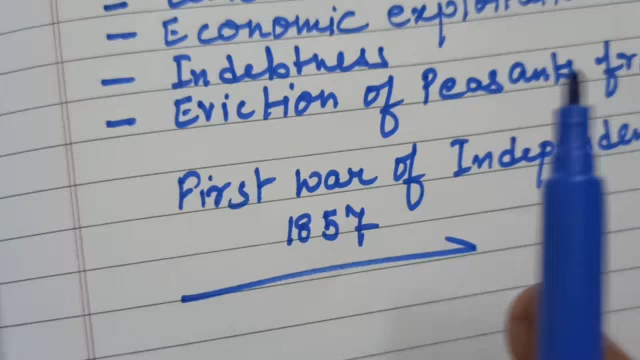 - Economic
- Indebtness
- Eviction of Peasants
First war of
1857